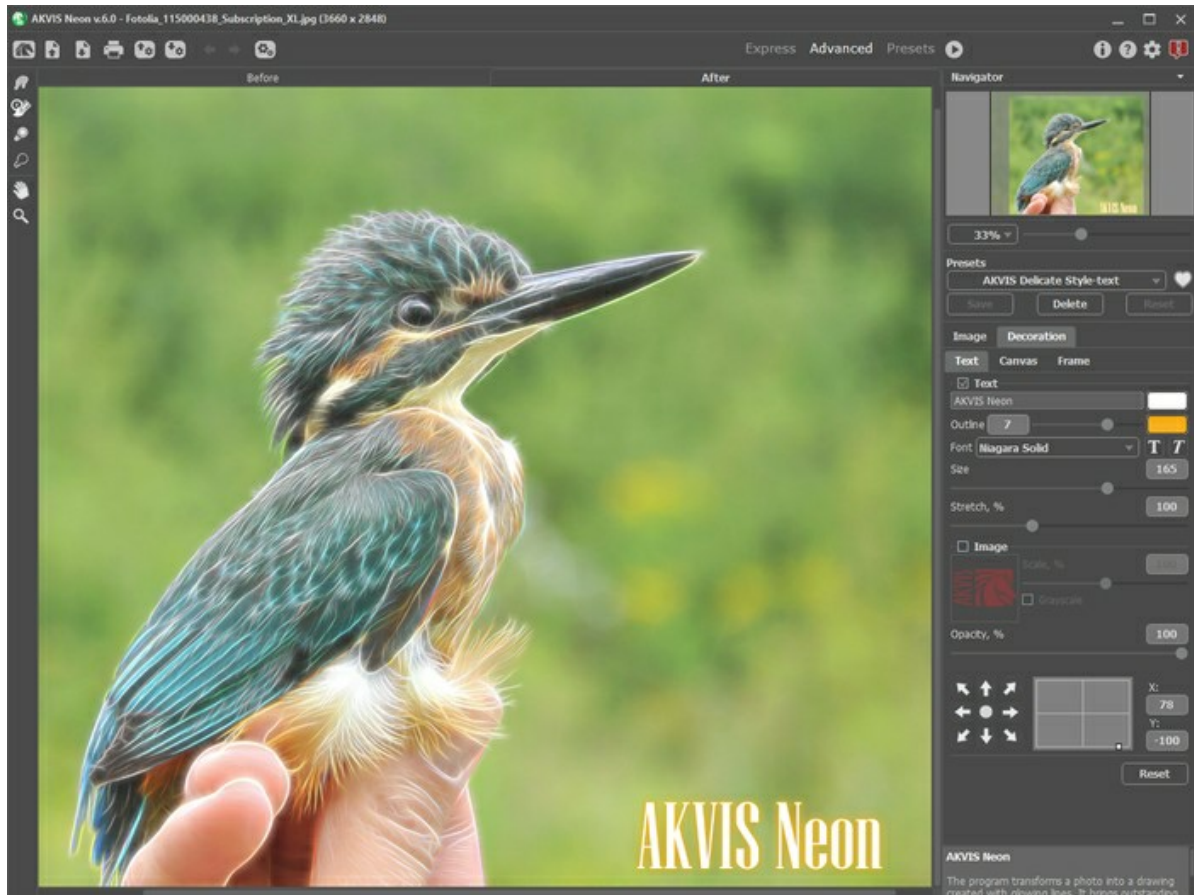 AKVIS Neon v.6.0 - Fotolia_115000438_Subscription_XL.jpg (3660 x 2848)
Express Advanced Presets
Before After
Navigator
33%
Presets
AKVIS Delicate Style-text
Save Delete Reset
Image Decoration
Text Canvas Frame
Text
AKVIS Neon
Outline 7
Font Niagara Solid T T
Size 165
Stretch, % 100
Image
Scale, % 100
Grayscale
Opacity, % 100
X:
78
Y:
-100
Reset
AKVIS Neon
AKVIS Neon
The program transforms a photo into a drawing
created with glowing lines. It brings outstanding